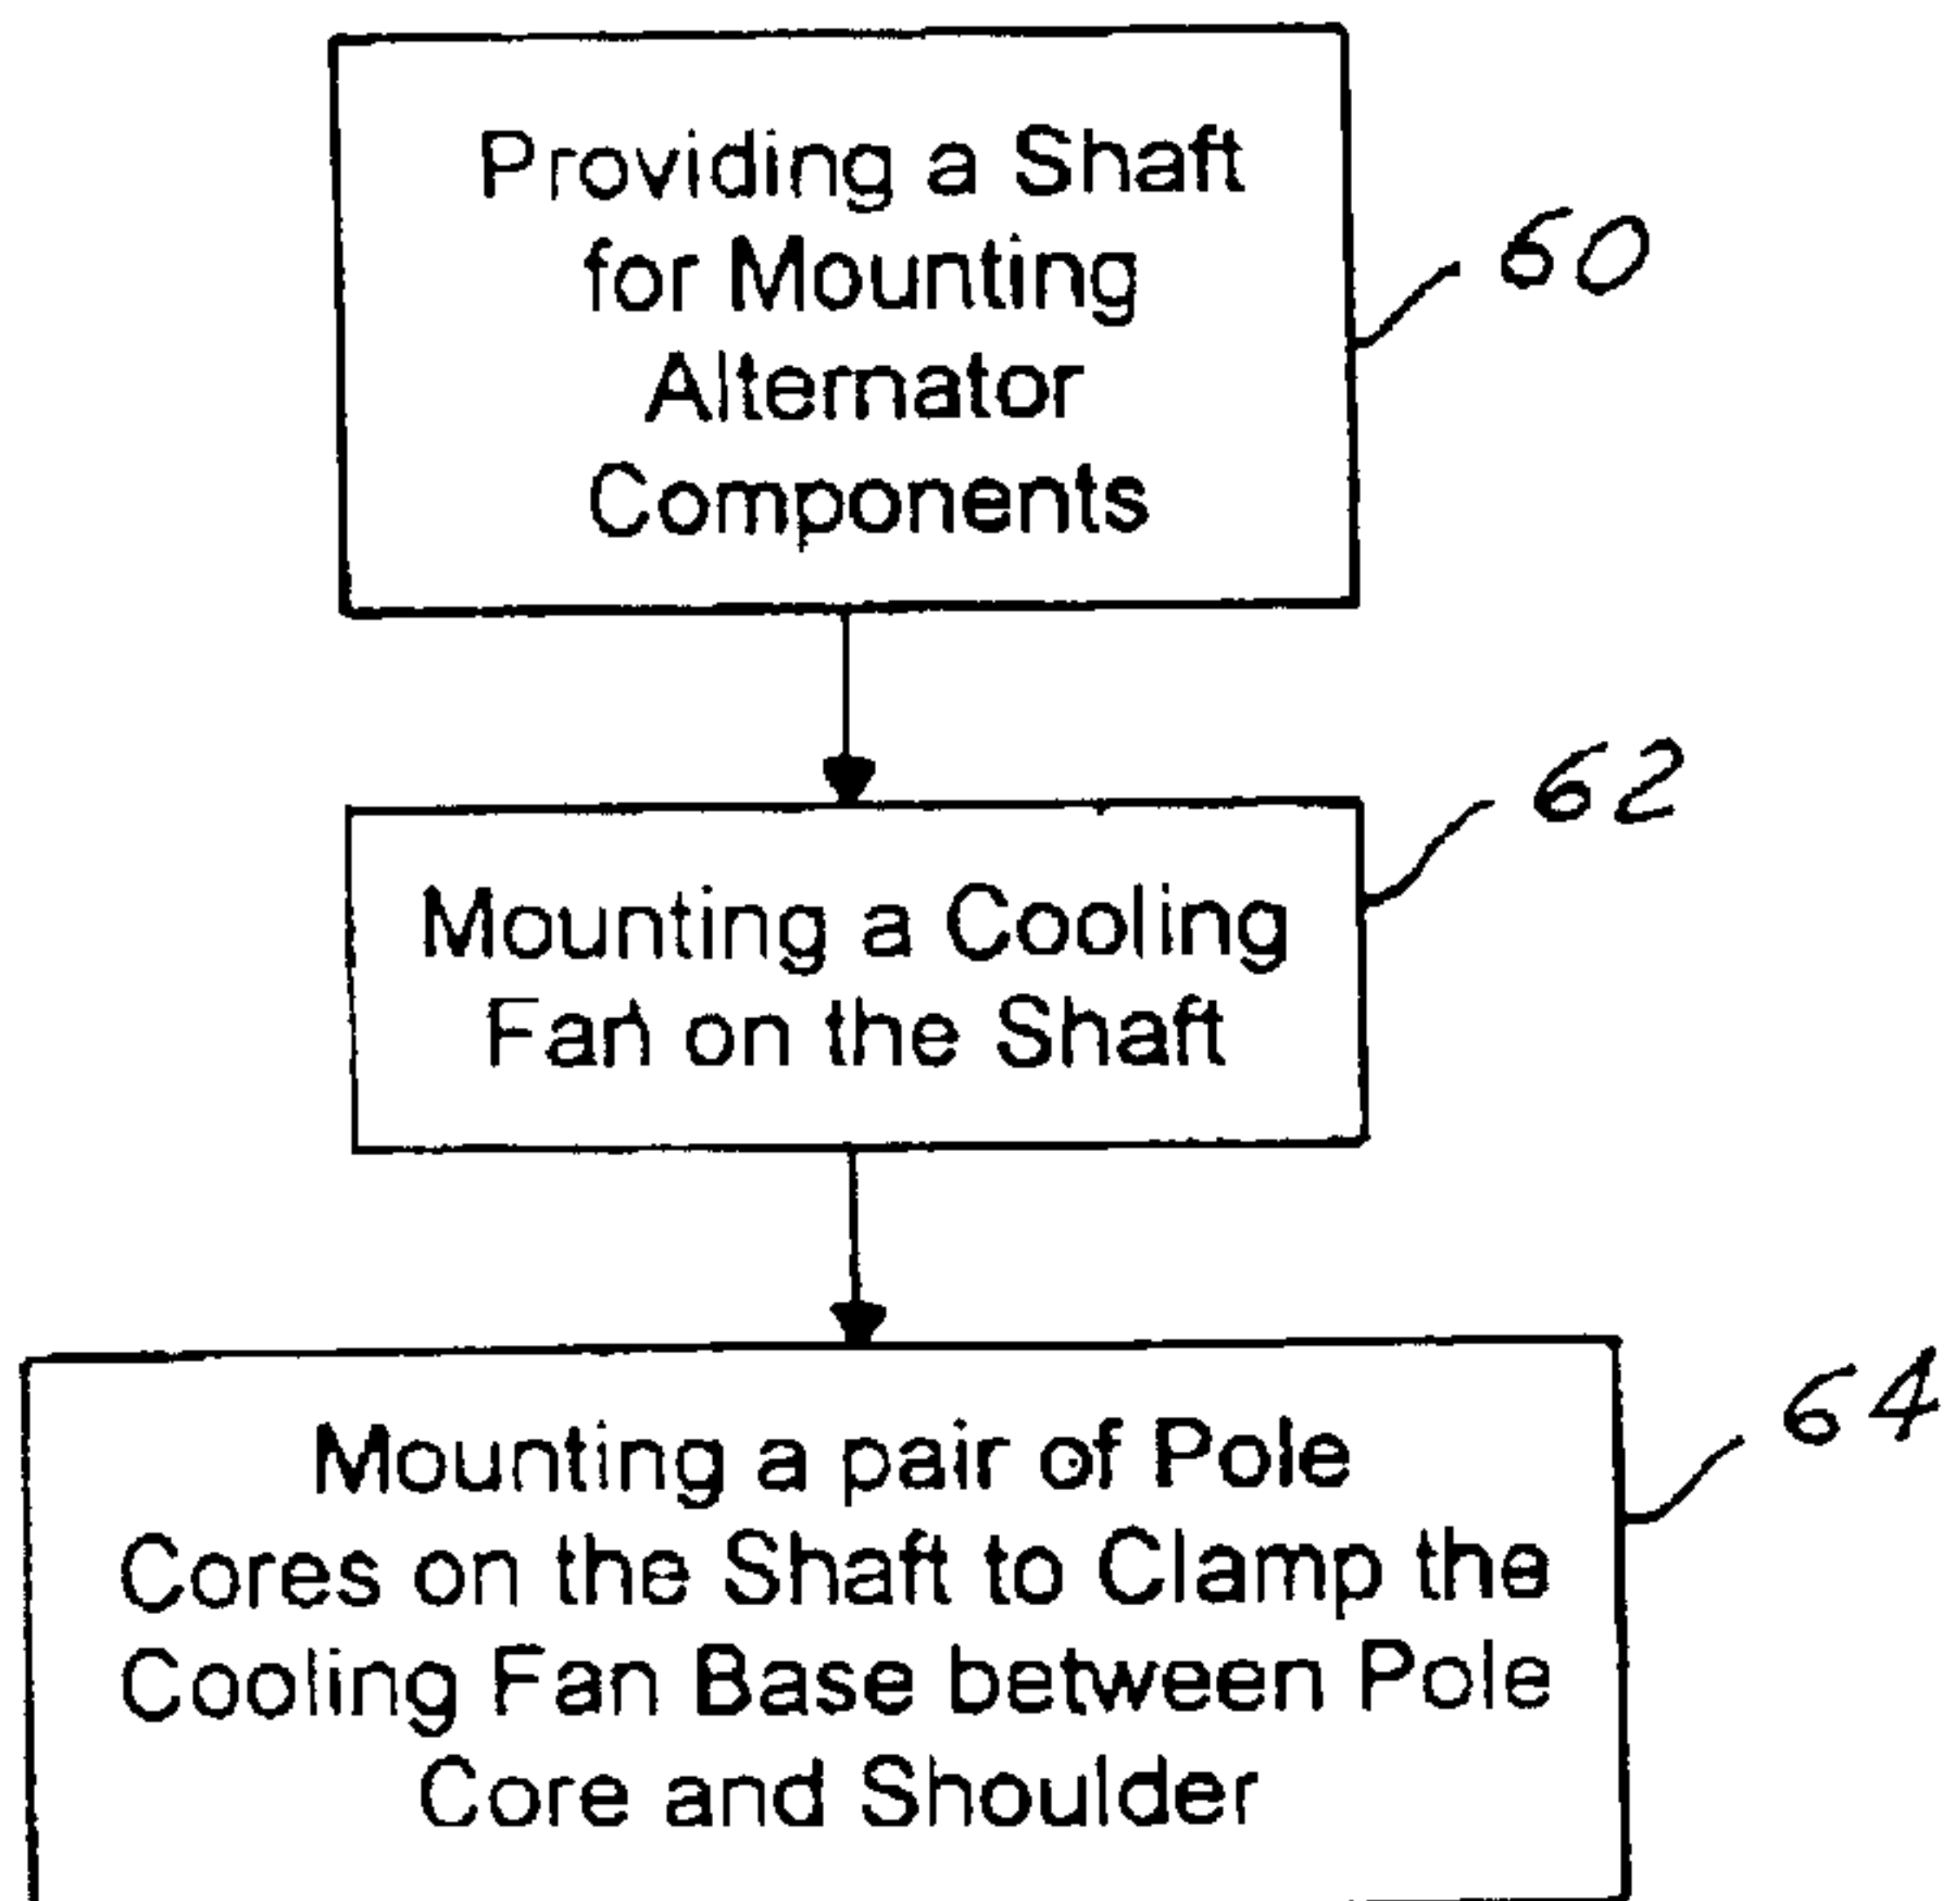 Providing a Shaft
for Mounting
Alternator
Components
60
Mounting a Cooling
Fan on the Shaft
62
Mounting a pair of Pole
Cores on the Shaft to Clamp the
Cooling Fan Base between Pole
Core and Shoulder
64